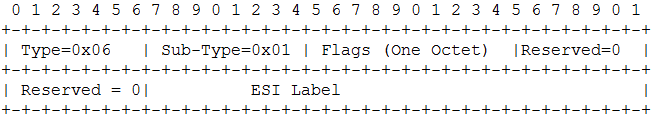 0 1 2 3 4 5 6 7 8 9 0 1 2 3 4 5 6 7 8 9 0 1 2 3 4 5 6 7 8 9 0 1
+-+-+-+-+-+-+-+-+-+-+-+-+-+-+-+-+-+-+-+-+-+-+-+-+-+-+-+-+-+-+-+-+
| Type=0x06   | Sub-Type=0x01 | Flags (One Octet)  |Reserved=0  |
+-+-+-+-+-+-+-+-+-+-+-+-+-+-+-+-+-+-+-+-+-+-+-+-+-+-+-+-+-+-+-+-+
| Reserved = 0|          ESI Label                              |
+-+-+-+-+-+-+-+-+-+-+-+-+-+-+-+-+-+-+-+-+-+-+-+-+-+-+-+-+-+-+-+-+